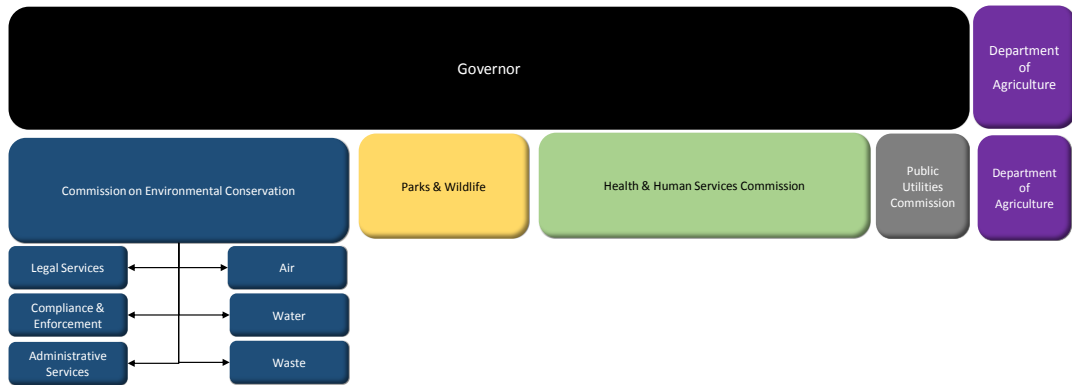 Governor
Department
of
Agriculture
Commission on Environmental Conservation
Parks & Wildlife
Health & Human Services Commission
Public
Utilities
Commission
Department
of
Agriculture
Legal Services
Air
Compliance &
Enforcement
Water
Administrative
Services
Waste